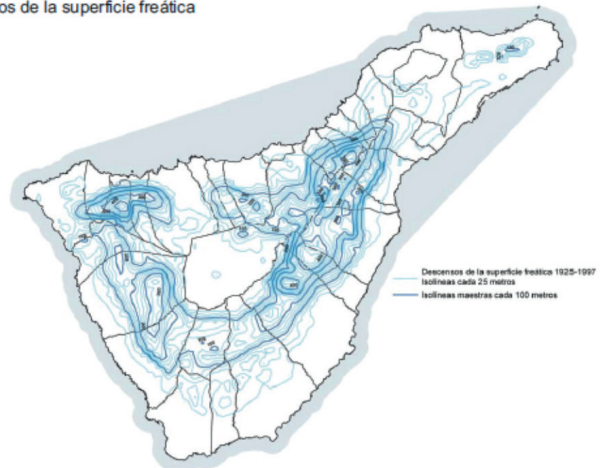 os de la superficie freática
Descensos de la superficie freática 1925-1997
Isolíneas cada 25 metros
Isolíneas maestras cada 100 metros